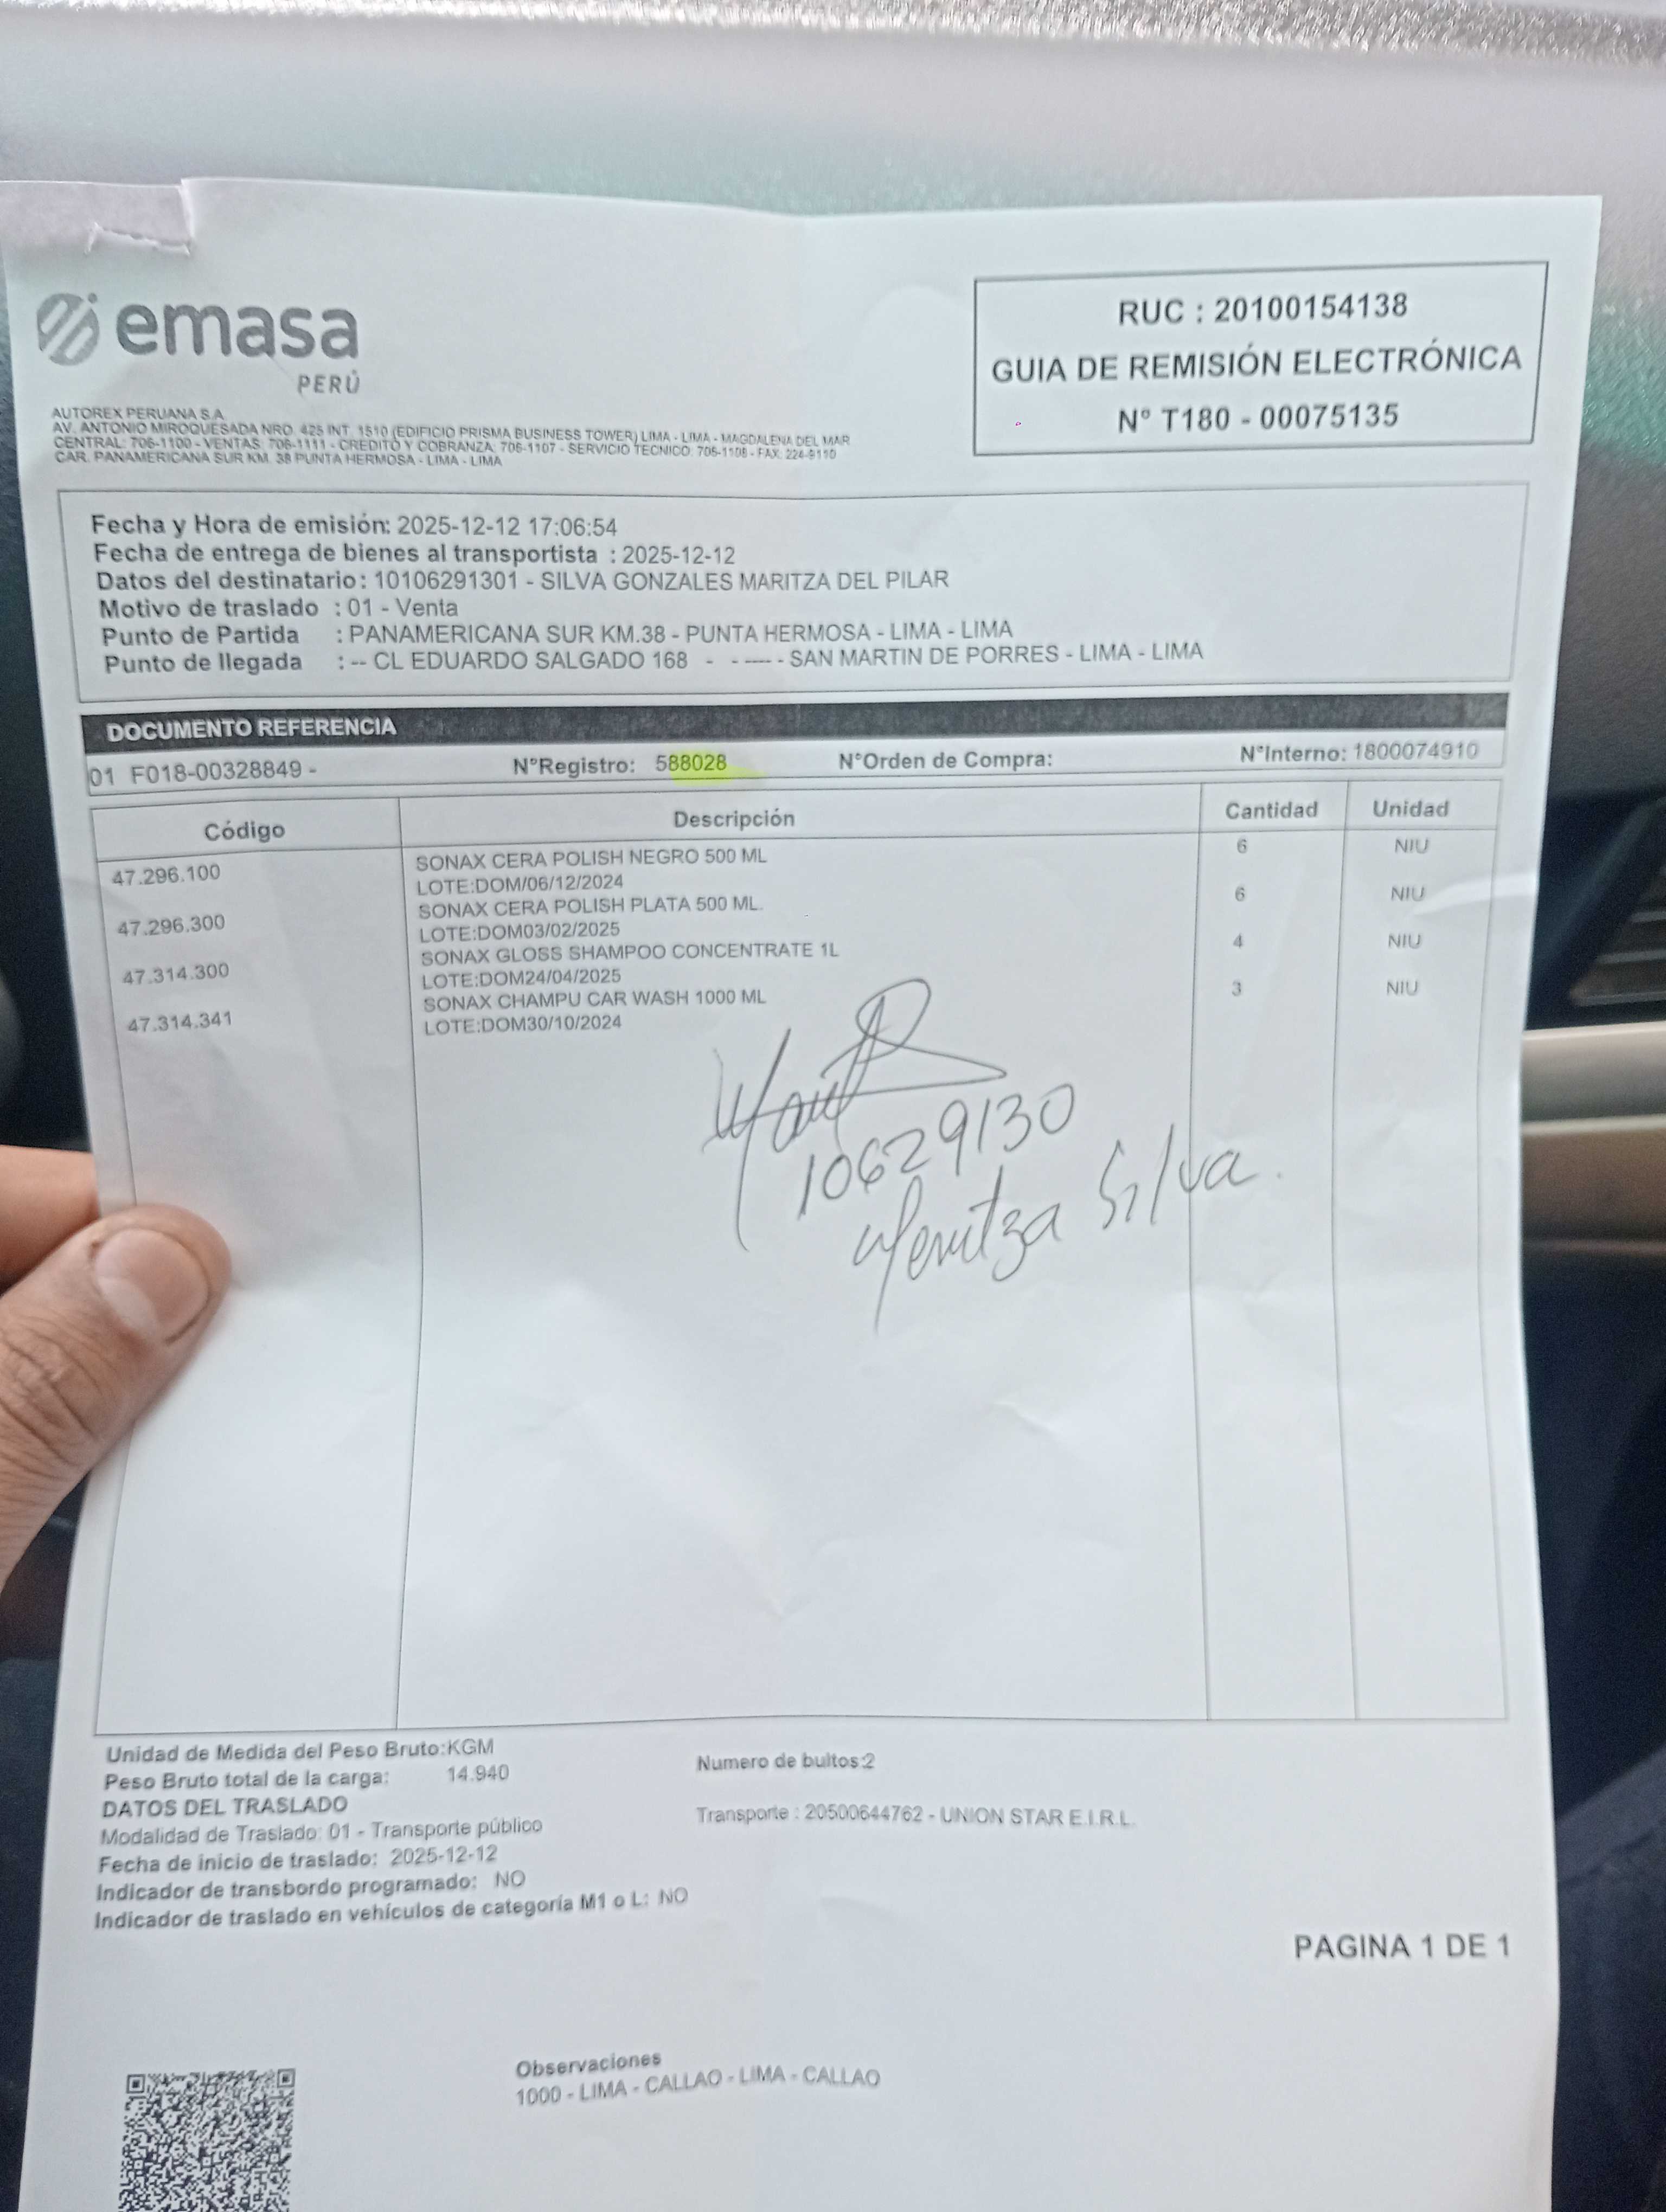 emasa
PERÚ
AUTOREX PERUANA S.A.
AV. ANTONIO MIROQUESADA NRO. 425 INT. 1510 (EDIFICIO PRISMA BUSINESS TOWER) LIMA - LIMA - MAGDALENA DEL MAR
CENTRAL: 706-1100 - VENTAS: 706-1111 - CREDITO Y COBRANZA: 706-1107 - SERVICIO TECNICO: 706-1108 - FAX: 224-9110
CAR. PANAMERICANA SUR KM. 38 PUNTA HERMOSA - LIMA - LIMA
RUC : 20100154138
GUIA DE REMISIÓN ELECTRÓNICA
Nº T180 - 00075135
Fecha y Hora de emisión: 2025-12-12 17:06:54
Fecha de entrega de bienes al transportista : 2025-12-12
Datos del destinatario: 10106291301 - SILVA GONZALES MARITZA DEL PILAR
Motivo de traslado : 01 - Venta
Punto de Partida : PANAMERICANA SUR KM.38 - PUNTA HERMOSA - LIMA - LIMA
Punto de llegada : -- CL EDUARDO SALGADO 168 - - ---- - SAN MARTIN DE PORRES - LIMA - LIMA
DOCUMENTO REFERENCIA
01 F018-00328849 - N°Registro: 588028 N°Orden de Compra: N°Interno: 1800074910
Código Descripción Cantidad Unidad
47.296.100 SONAX CERA POLISH NEGRO 500 ML 6 NIU
LOTE:DOM/06/12/2024
47.296.300 SONAX CERA POLISH PLATA 500 ML. 6 NIU
LOTE:DOM03/02/2025
47.314.300 SONAX GLOSS SHAMPOO CONCENTRATE 1L 4 NIU
LOTE:DOM24/04/2025
47.314.341 SONAX CHAMPU CAR WASH 1000 ML 3 NIU
LOTE:DOM30/10/2024
10629130
Meritza Silva.
Unidad de Medida del Peso Bruto:KGM
Peso Bruto total de la carga: 14.940
Numero de bultos:2
DATOS DEL TRASLADO
Modalidad de Traslado: 01 - Transporte público
Transporte : 20500644762 - UNION STAR E.I.R.L.
Fecha de inicio de traslado: 2025-12-12
Indicador de transbordo programado: NO
Indicador de traslado en vehículos de categoría M1 o L: NO
PAGINA 1 DE 1
Observaciones
1000 - LIMA - CALLAO - LIMA - CALLAO